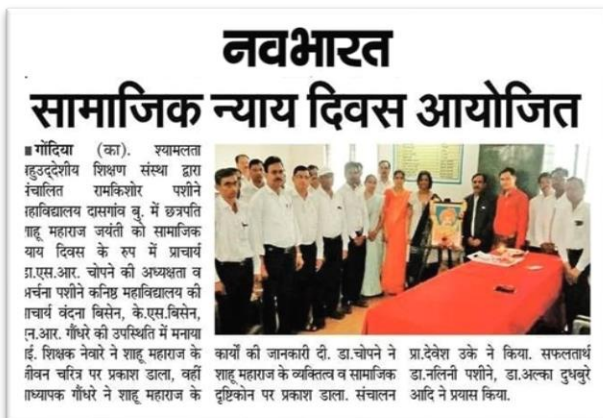 नवभारत
सामाजिक न्याय दिवस आयोजित
गोंदिया (का). श्यामलता
हुउद्देशीय शिक्षण संस्था द्वारा
संचालित रामकिशोर पशीने
महाविद्यालय दासगांव बु. में छत्रपति
शाहू महाराज जयंती को सामाजिक
याय दिवस के रुप में प्राचार्य
डा.एस.आर. चोपने की अध्यक्षता व
अर्चना पशीने कनिष्ठ महाविद्यालय की
प्राचार्य वंदना बिसेन, के.एस.बिसेन,
एन.आर. गौंधरे की उपस्थिति में मनाया
गई. शिक्षक नेवारे ने शाहू महाराज के
जीवन चरित्र पर प्रकाश डाला, वहीं
प्राध्यापक गौंधरे ने शाहू महाराज के
कार्यों की जानकारी दी. डा.चोपने ने
शाहू महाराज के व्यक्तित्व व सामाजिक
दृष्टिकोन पर प्रकाश डाला. संचालन
प्रा.देवेश उके ने किया. सफलतार्थ
डा.नलिनी पशीने, डा.अल्का दुधबुरे
आदि ने प्रयास किया.